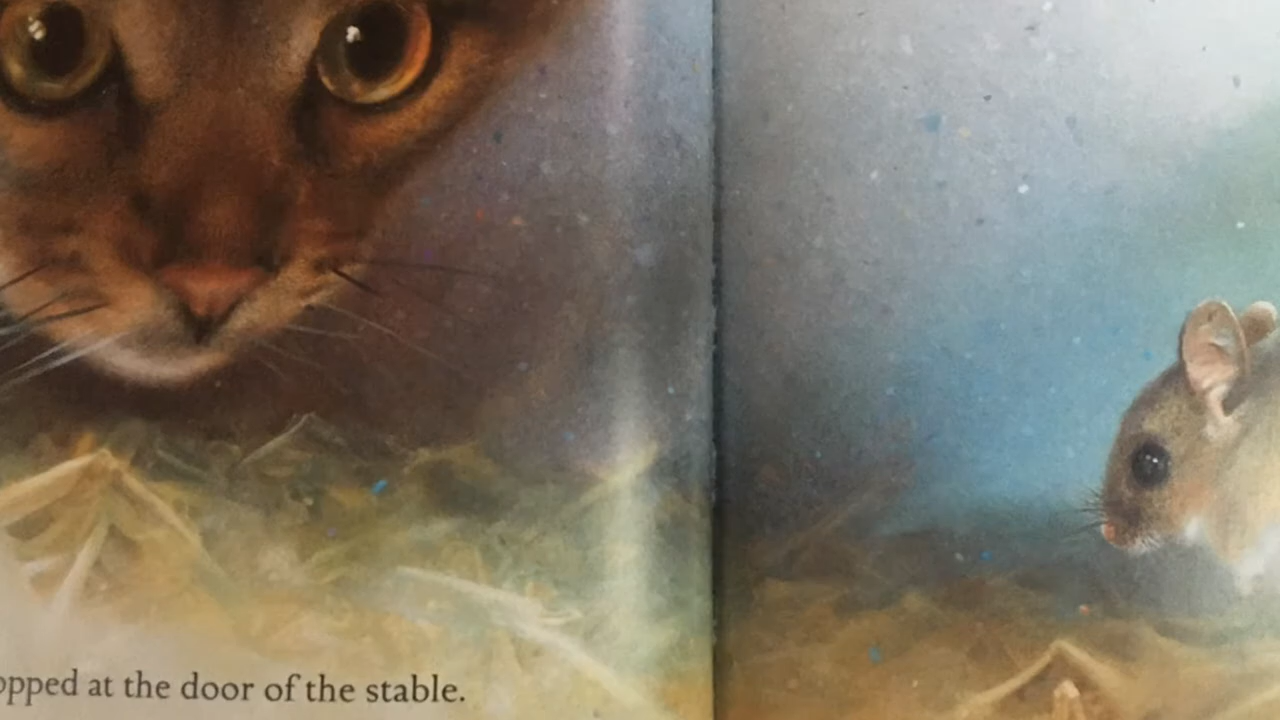 opped at the door of the stable.